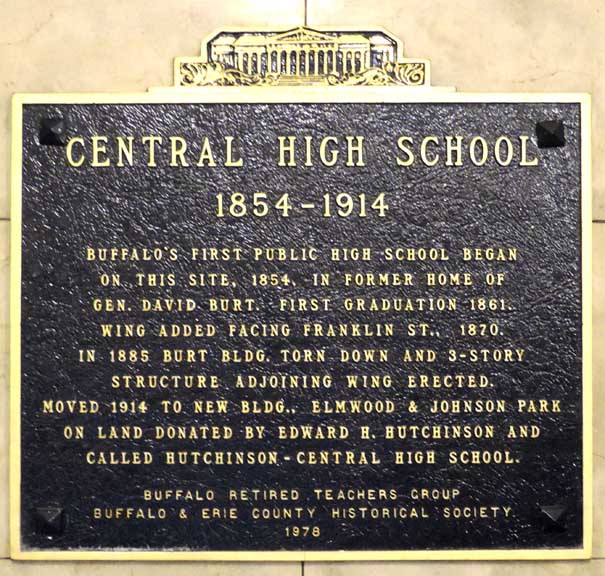 CENTRAL HIGH SCHOOL
1854-1914
BUFFALO'S FIRST PUBLIC HIGH SCHOOL BEGAN
ON THIS SITE, 1854, IN FORMER HOME OF
GEN. DAVID BURT. FIRST GRADUATION 1861.
WING ADDED FACING FRANKLIN ST., 1870.
IN 1885 BURT BLDG. TORN DOWN AND 3-STORY
STRUCTURE ADJOINING WING ERECTED.
MOVED 1914 TO NEW BLDG., ELMWOOD & JOHNSON PARK
ON LAND DONATED BY EDWARD H. HUTCHINSON AND
CALLED HUTCHINSON-CENTRAL HIGH SCHOOL.
BUFFALO RETIRED TEACHERS GROUP
BUFFALO & ERIE COUNTY HISTORICAL SOCIETY.
1978